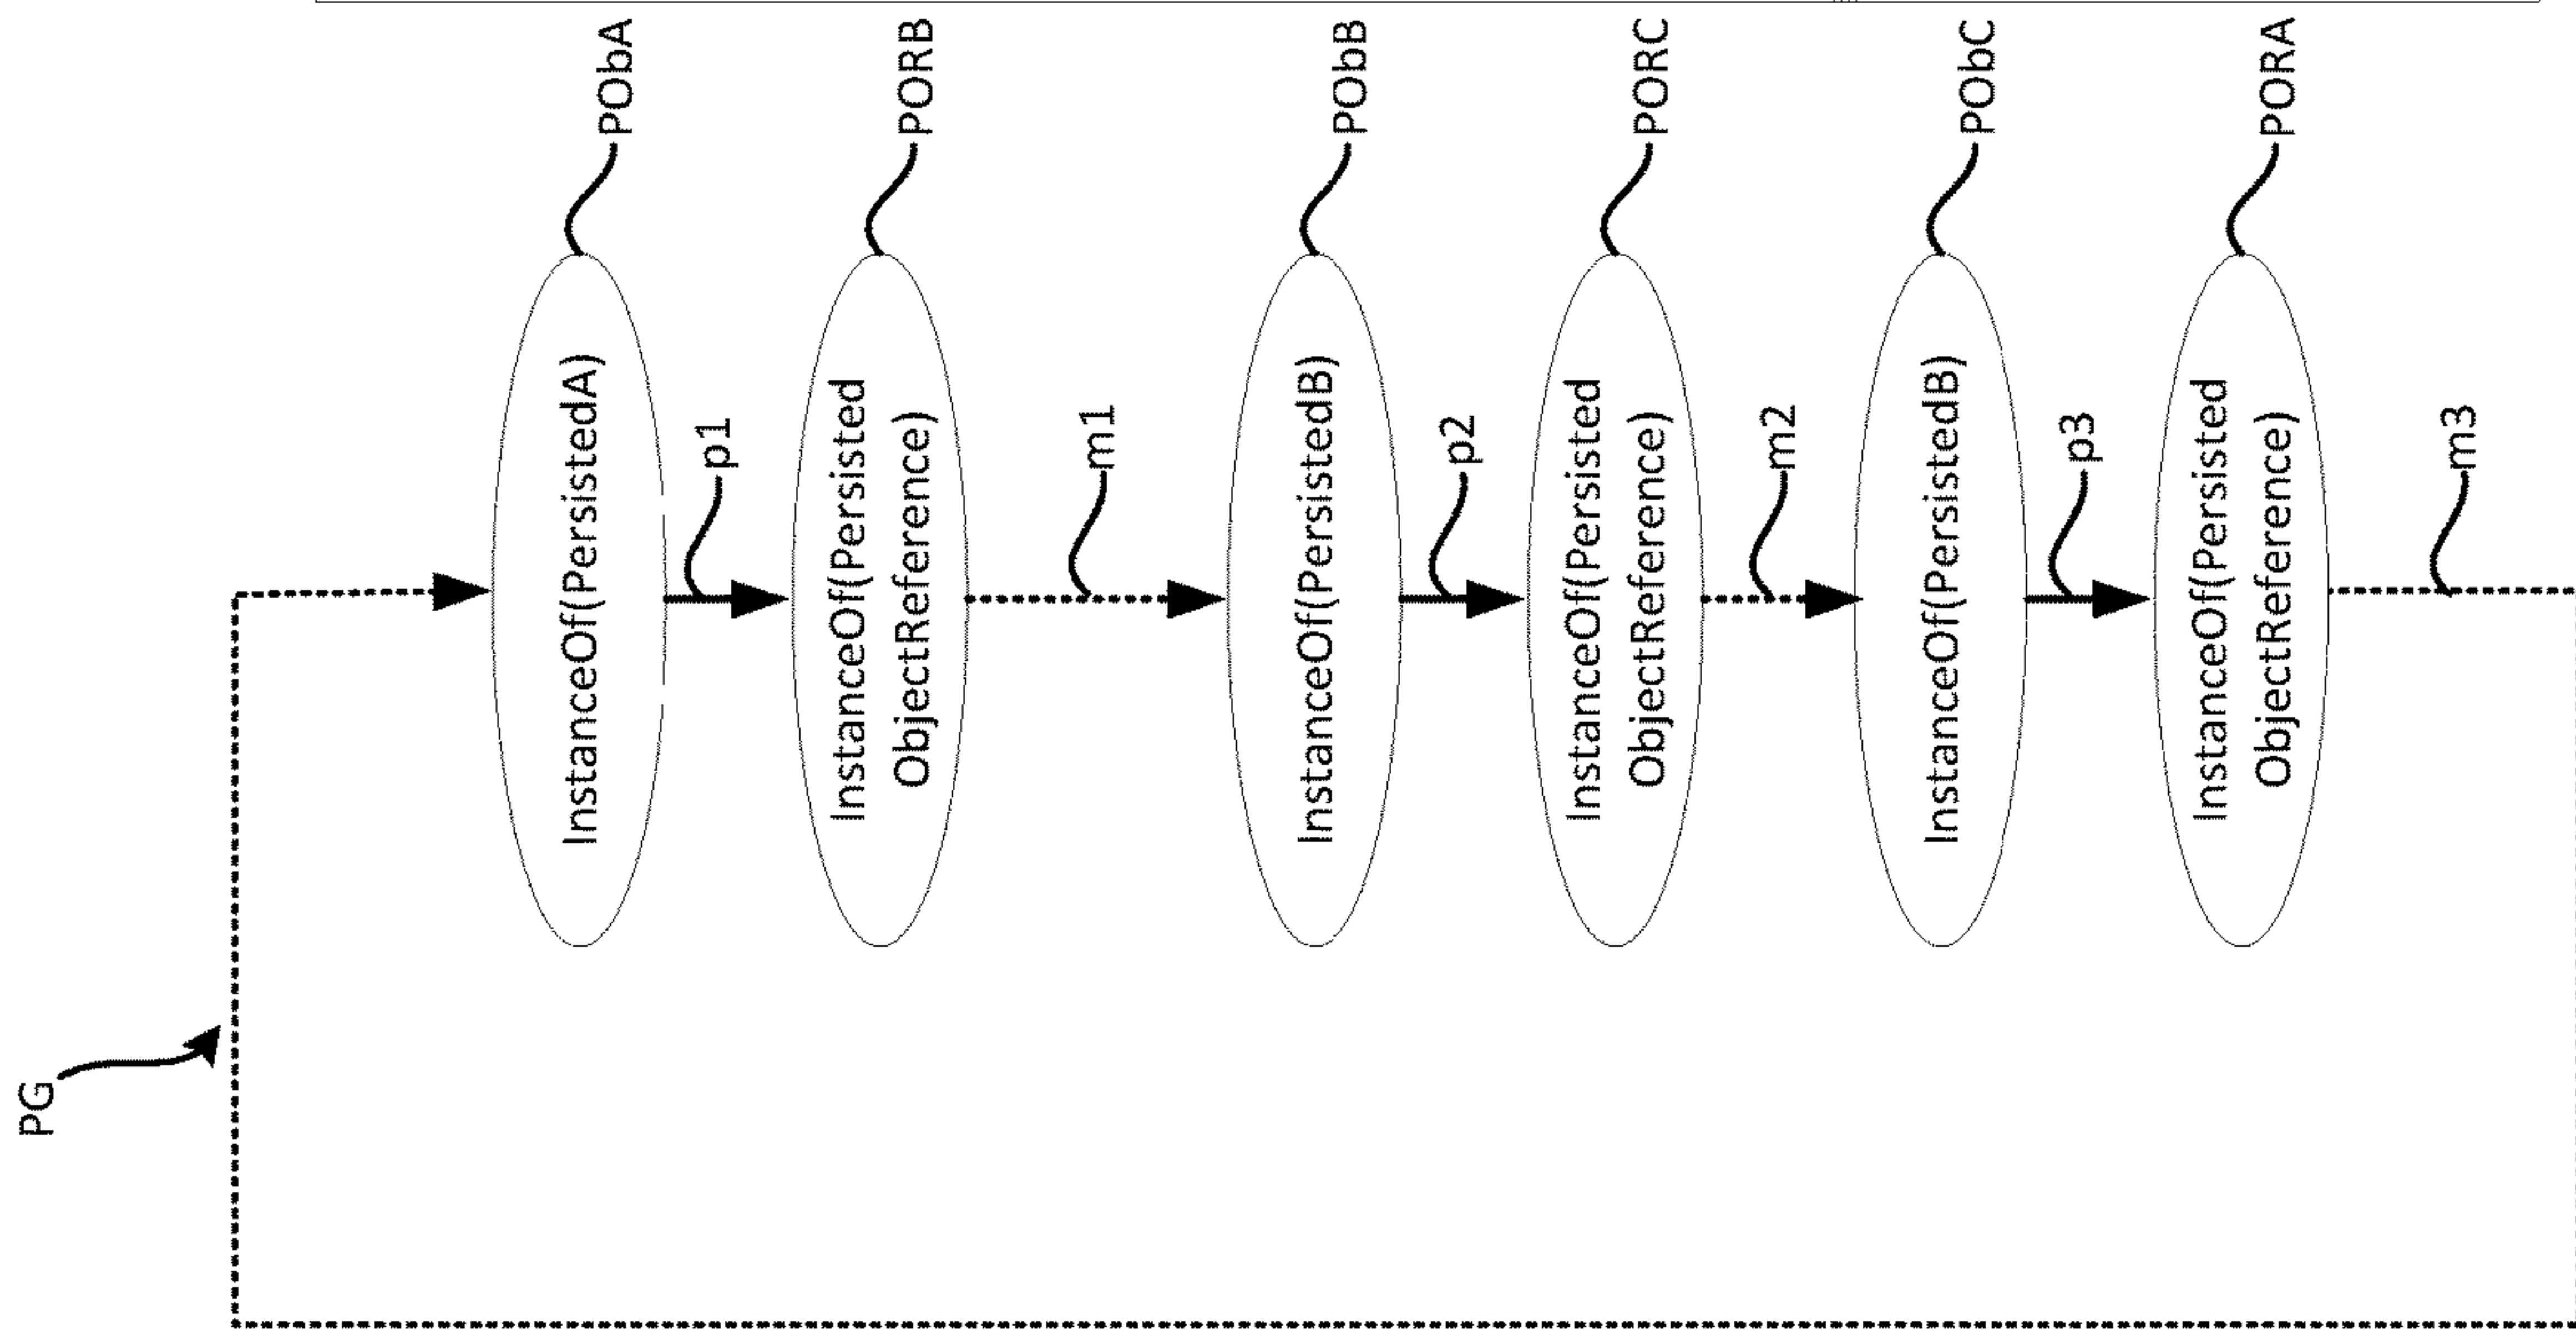 PG
InstanceOf(PersistedA)
PObA
p1
InstanceOf(Persisted
ObjectReference)
PORB
m1
InstanceOf(PersistedB)
PObB
p2
InstanceOf(Persisted
ObjectReference)
PORC
m2
InstanceOf(PersistedB)
PObC
p3
InstanceOf(Persisted
ObjectReference)
PORA
m3